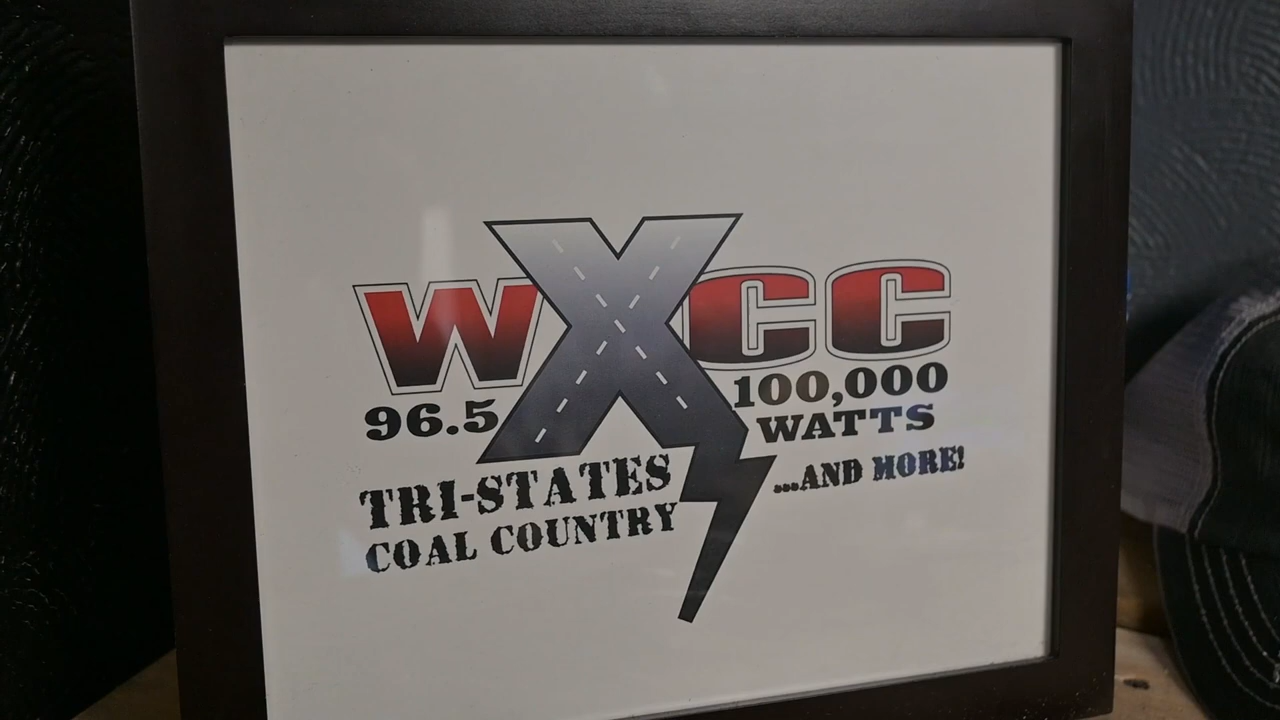 WXCC
96.5
100,000
WATTS
TRI-STATES
COAL COUNTRY
...AND MORE!